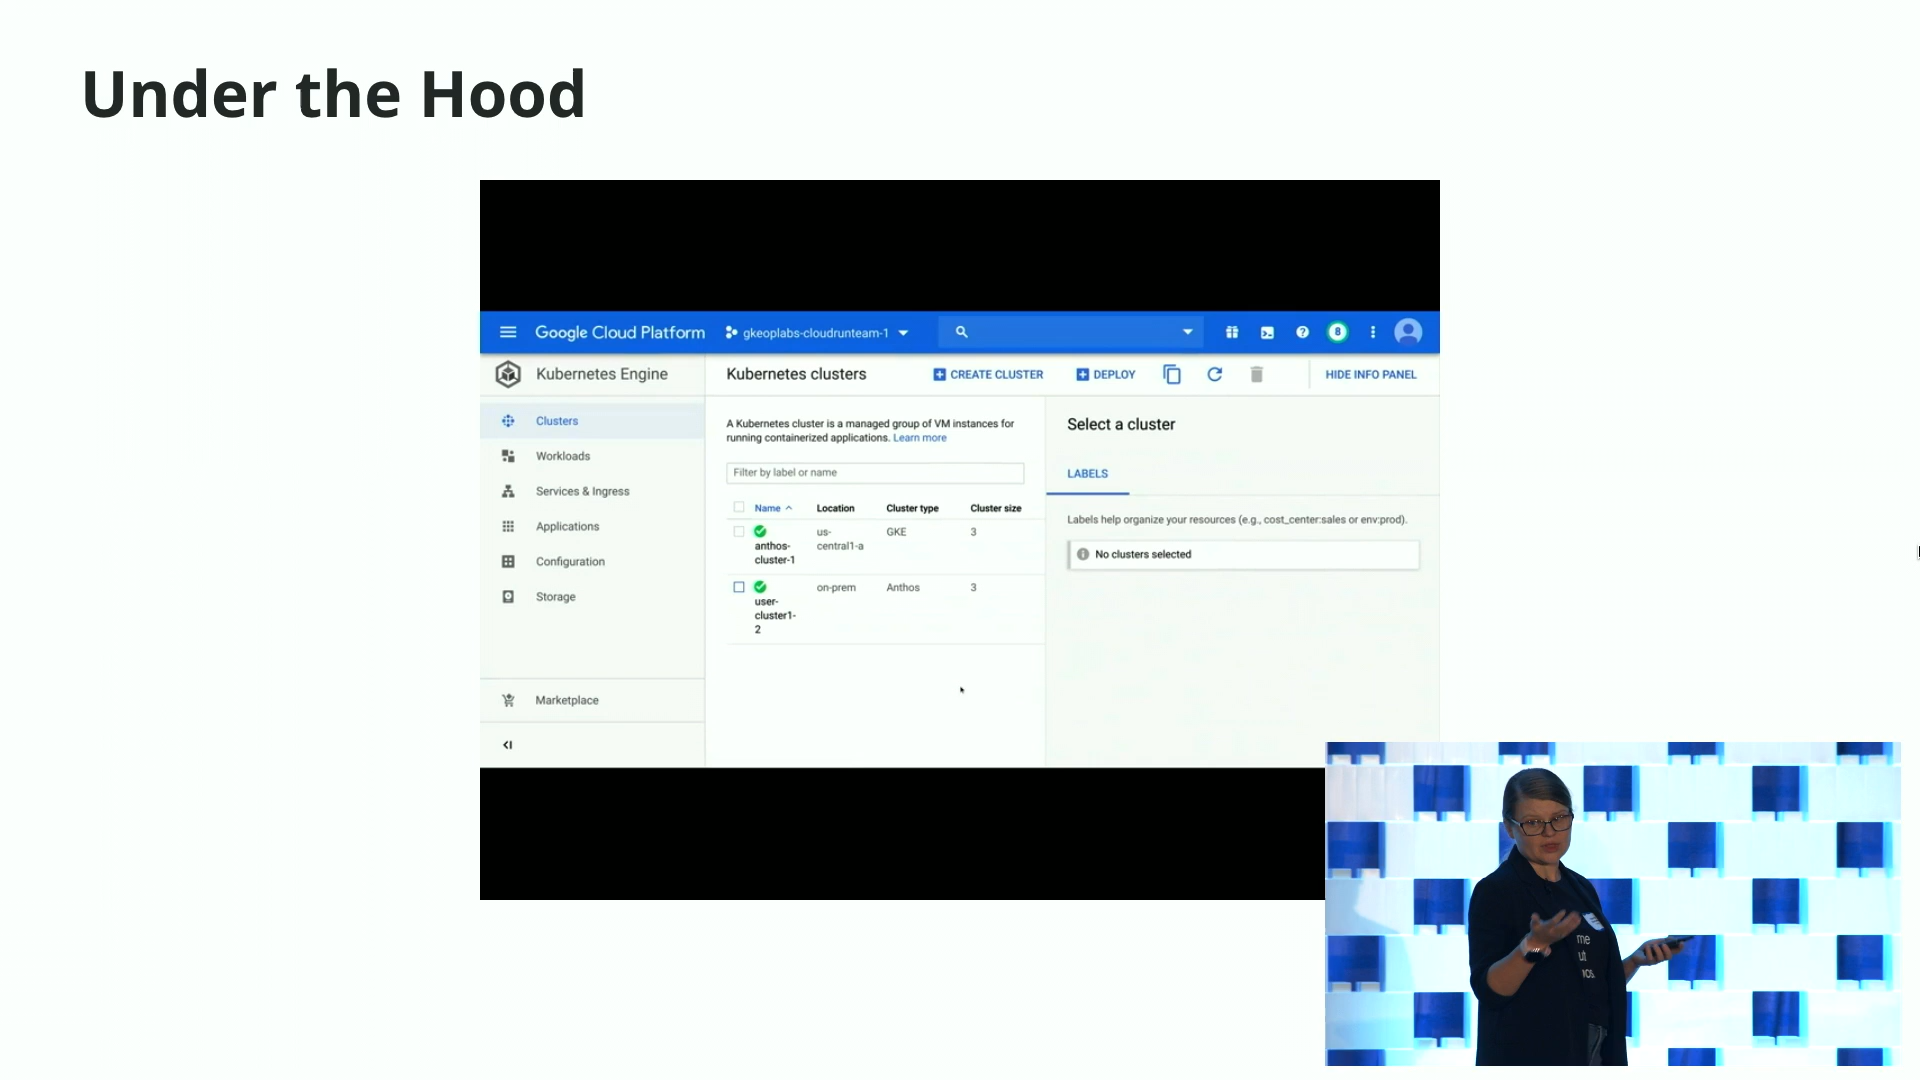 Under the Hood
Google Cloud Platform
gkeoplabs-cloudrunteam-1
8
Kubernetes Engine
Kubernetes clusters
CREATE CLUSTER
DEPLOY
HIDE INFO PANEL
Clusters
Workloads
Services & Ingress
Applications
Configuration
Storage
Marketplace
A Kubernetes cluster is a managed group of VM instances for
running containerized applications. Learn more
Filter by label or name
Name Location Cluster type Cluster size
anthos-
cluster-1
us-
central1-a
GKE
3
user-
cluster1-
2
on-prem
Anthos
3
Select a cluster
LABELS
Labels help organize your resources (e.g., cost_center:sales or env:prod).
No clusters selected
me
ut